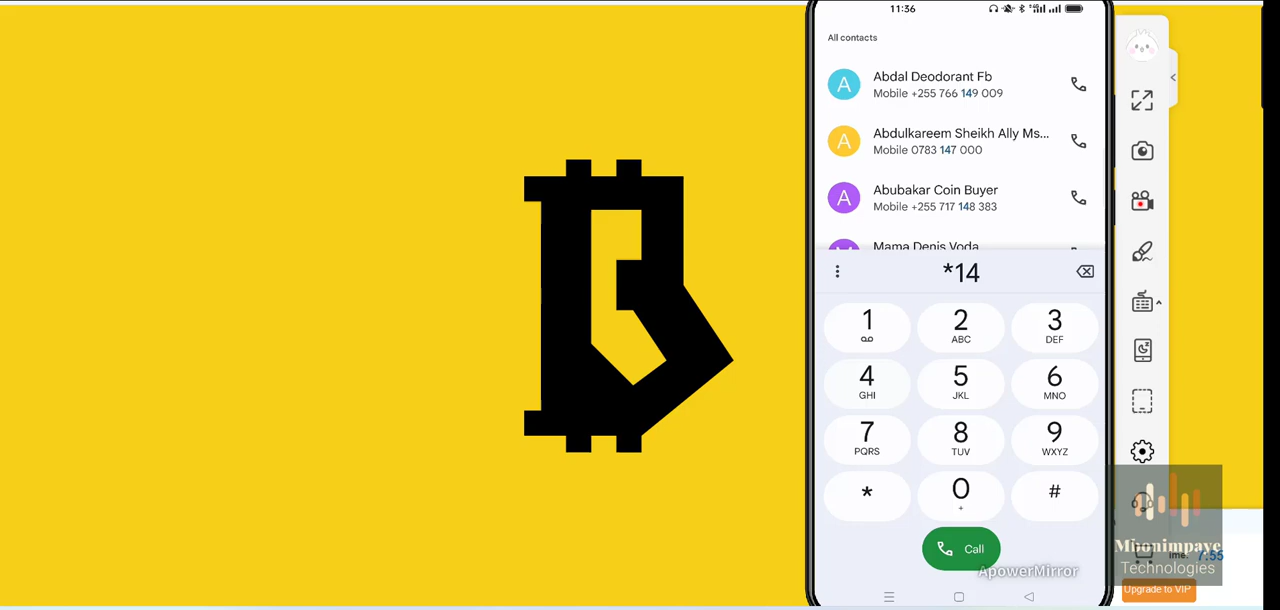 11:36
All contacts
A
Abdal Deodorant Fb
Mobile +255 766 149 009
A
Abdulkareem Sheikh Ally Ms...
Mobile 0783 147 000
A
Abubakar Coin Buyer
Mobile +255 717 148 383
Mama Denis Voda
*14
1
2 ABC
3 DEF
4 GHI
5 JKL
6 MNO
7 PQRS
8 TUV
9 WXYZ
*
0 +
#
Call
ApowerMirror
Mbonimpaye
Technologies
ime: 7:55
Upgrade to VIP